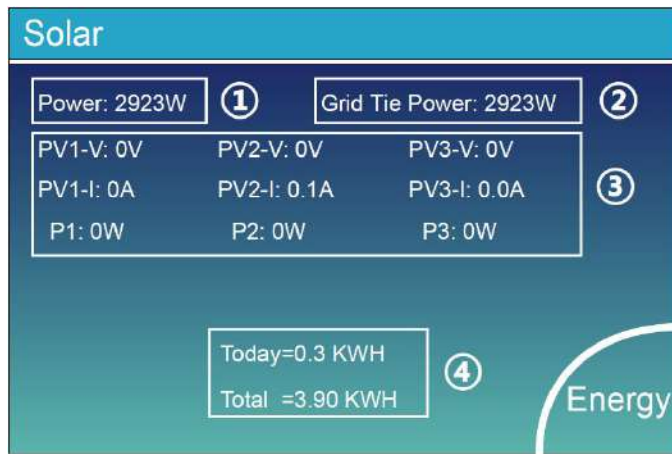 Solar
Power: 2923W ① Grid Tie Power: 2923W ②
PV1-V: 0V PV2-V: 0V PV3-V: 0V
PV1-I: 0A PV2-I: 0.1A PV3-I: 0.0A ③
P1: 0W P2: 0W P3: 0W
Today=0.3 KWH
④
Total =3.90 KWH
Energy